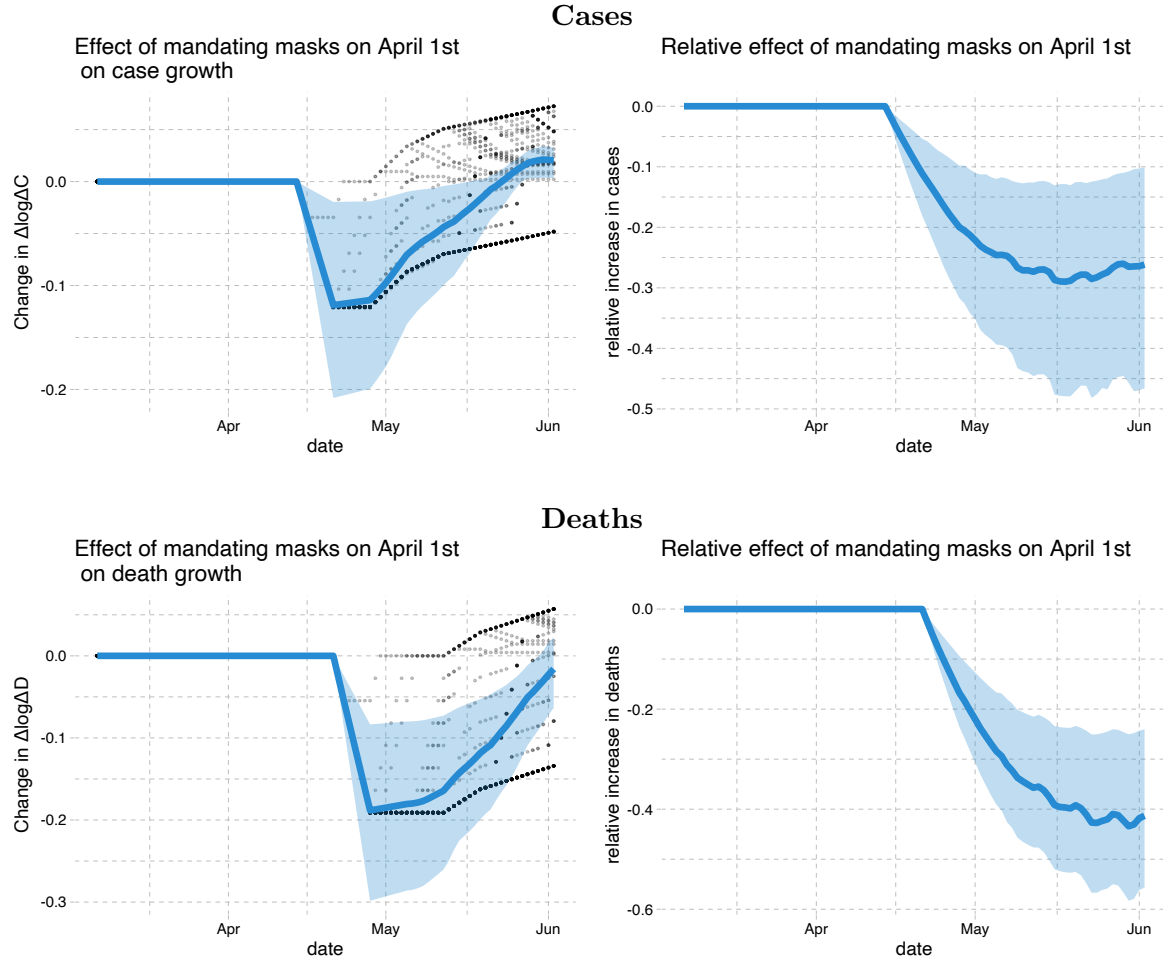 Cases
Effect of mandating masks on April 1st
on case growth
Change in ΔlogΔC
0.0
-0.1
-0.2
Apr
May
Jun
date
Relative effect of mandating masks on April 1st
relative increase in cases
0.0
-0.1
-0.2
-0.3
-0.4
-0.5
Apr
May
Jun
date
Deaths
Effect of mandating masks on April 1st
on death growth
Change in ΔlogΔD
0.0
-0.1
-0.2
-0.3
Apr
May
Jun
date
Relative effect of mandating masks on April 1st
relative increase in deaths
0.0
-0.2
-0.4
-0.6
Apr
May
Jun
date